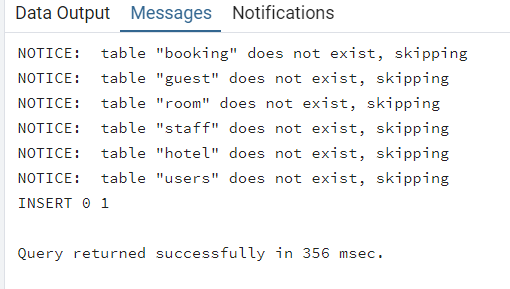 Data Output Messages Notifications
NOTICE:  table "booking" does not exist, skipping
NOTICE:  table "guest" does not exist, skipping
NOTICE:  table "room" does not exist, skipping
NOTICE:  table "staff" does not exist, skipping
NOTICE:  table "hotel" does not exist, skipping
NOTICE:  table "users" does not exist, skipping
INSERT 0 1
Query returned successfully in 356 msec.